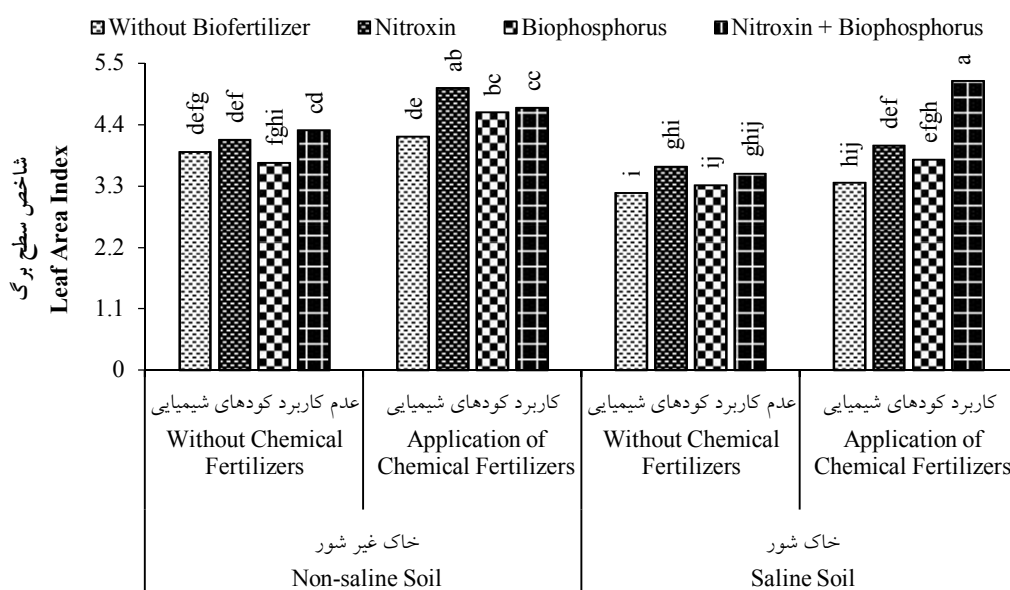 Without Biofertilizer Nitroxin Biophosphorus Nitroxin + Biophosphorus
شاخص سطح برگ
Leaf Area Index
5.5
4.4
3.3
2.2
1.1
0
defg def fghi cd
de ab bc cc
i ghi ij ghij
hij def efgh a
عدم کاربرد کودهای شیمیایی
Without Chemical
Fertilizers
کاربرد کودهای شیمیایی
Application of
Chemical Fertilizers
عدم کاربرد کودهای شیمیایی
Without Chemical
Fertilizers
کاربرد کودهای شیمیایی
Application of
Chemical Fertilizers
خاک غیر شور
Non-saline Soil
خاک شور
Saline Soil